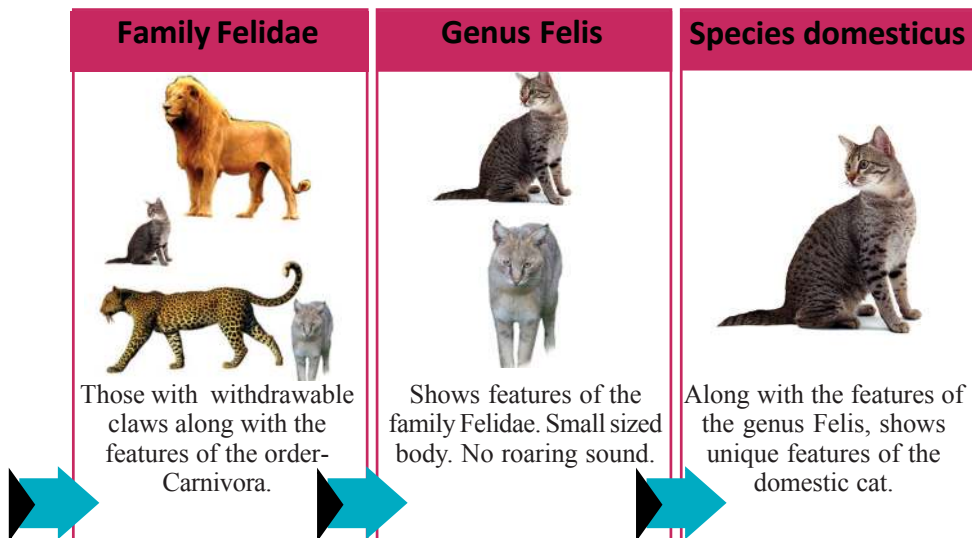 Family Felidae
Those with withdrawable
claws along with the
features of the order-
Carnivora.
Genus Felis
Shows features of the
family Felidae. Small sized
body. No roaring sound.
Species domesticus
Along with the features of
the genus Felis, shows
unique features of the
domestic cat.